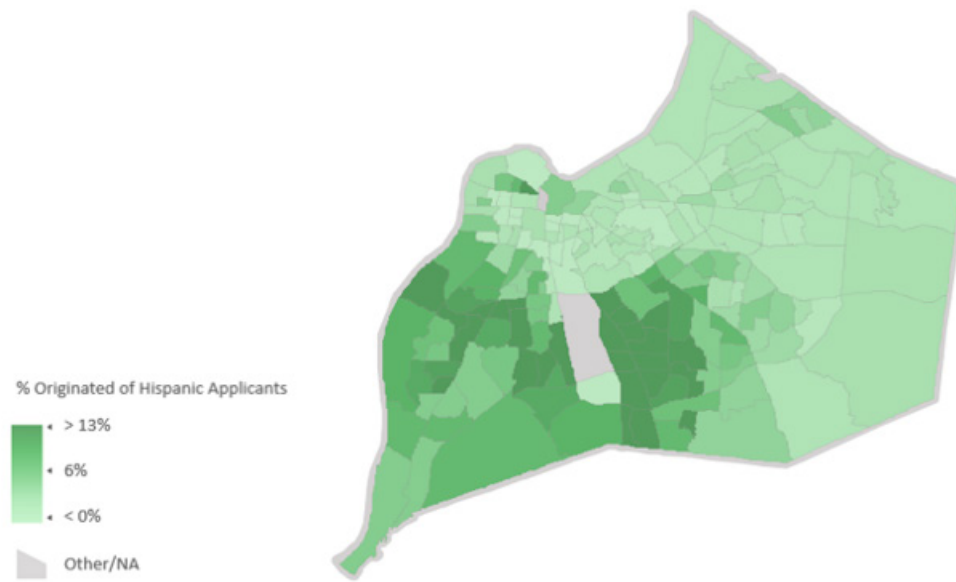 % Originated of Hispanic Applicants
> 13%
6%
< 0%
Other/NA